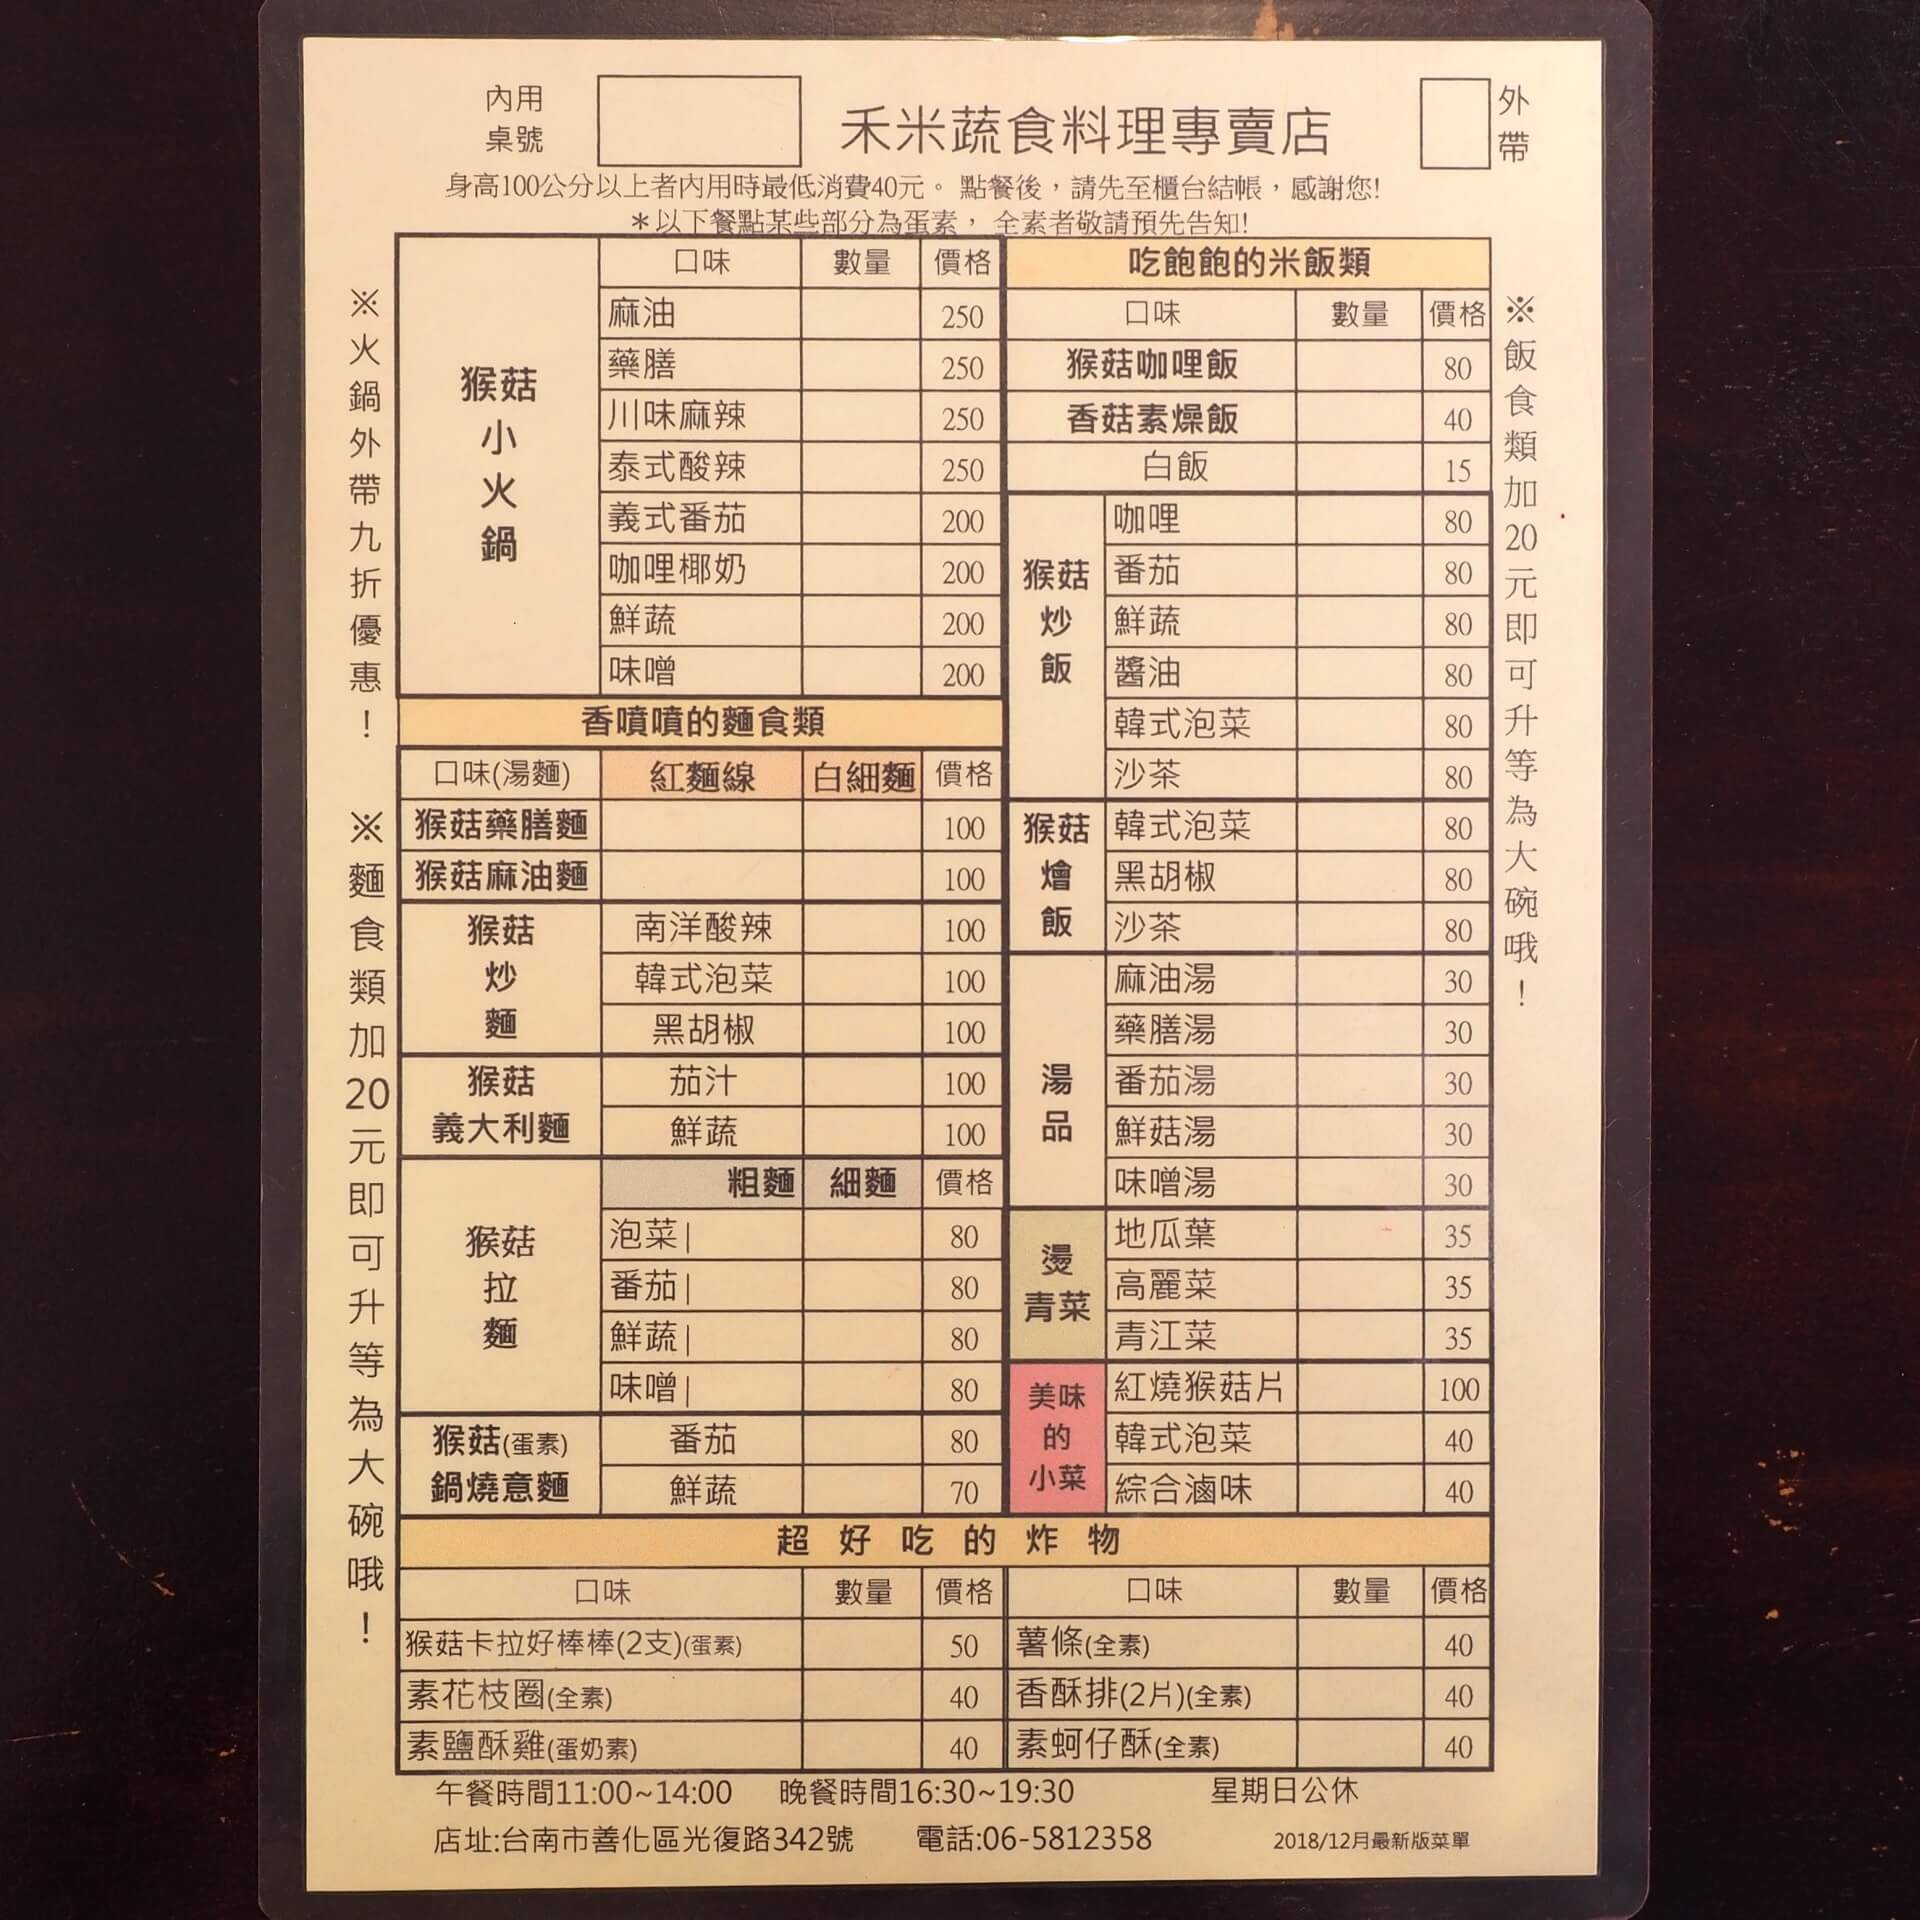 內用
桌號
禾米蔬食料理專賣店
外帶
身高100公分以上者內用時最低消費40元。 點餐後，請先至櫃台結帳，感謝您!
＊以下餐點某些部分為蛋素， 全素者敬請預先告知!
※火鍋外帶九折優惠！
※麵食類加20元即可升等為大碗哦！
猴菇小火鍋
口味 數量 價格
麻油 250
藥膳 250
川味麻辣 250
泰式酸辣 250
義式番茄 200
咖哩椰奶 200
鮮蔬 200
味噌 200
香噴噴的麵食類
口味(湯麵) 紅麵線 白細麵 價格
猴菇藥膳麵 100
猴菇麻油麵 100
猴菇炒麵
南洋酸辣 100
韓式泡菜 100
黑胡椒 100
猴菇
義大利麵
茄汁 100
鮮蔬 100
猴菇拉麵
粗麵 細麵 價格
泡菜| 80
番茄| 80
鮮蔬| 80
味噌| 80
猴菇(蛋素)
鍋燒意麵
番茄 80
鮮蔬 70
吃飽飽的米飯類
口味 數量 價格
猴菇咖哩飯 80
香菇素燥飯 40
白飯 15
猴菇炒飯
咖哩 80
番茄 80
鮮蔬 80
醬油 80
韓式泡菜 80
沙茶 80
猴菇燴飯
韓式泡菜 80
黑胡椒 80
沙茶 80
湯品
麻油湯 30
藥膳湯 30
番茄湯 30
鮮菇湯 30
味噌湯 30
燙青菜
地瓜葉 35
高麗菜 35
青江菜 35
美味的小菜
紅燒猴菇片 100
韓式泡菜 40
綜合滷味 40
※飯食類加20元即可升等為大碗哦！
超好吃的炸物
口味 數量 價格 口味 數量 價格
猴菇卡拉好棒棒(2支)(蛋素) 50 薯條(全素) 40
素花枝圈(全素) 40 香酥排(2片)(全素) 40
素鹽酥雞(蛋奶素) 40 素蚵仔酥(全素) 40
午餐時間11:00~14:00 晚餐時間16:30~19:30 星期日公休
店址:台南市善化區光復路342號 電話:06-5812358 2018/12月最新版菜單